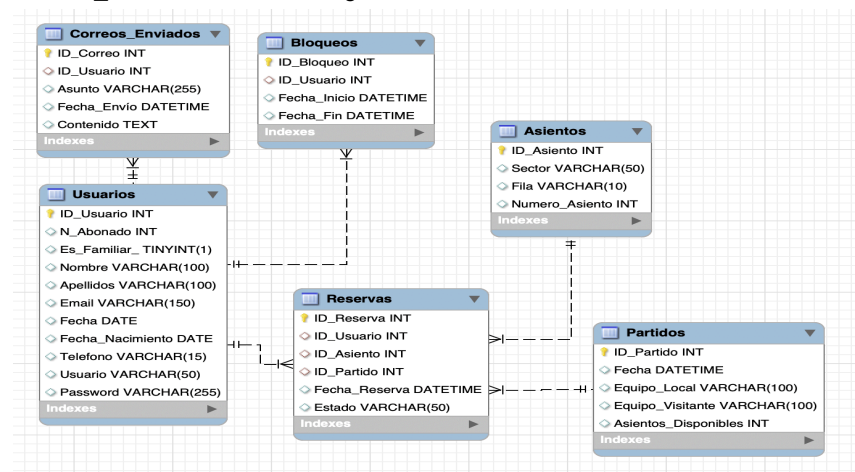 Correos_Enviados
ID_Correo INT
ID_Usuario INT
Asunto VARCHAR(255)
Fecha_Envío DATETIME
Contenido TEXT
Indexes
Bloqueos
ID_Bloqueo INT
ID_Usuario INT
Fecha_Inicio DATETIME
Fecha_Fin DATETIME
Indexes
Asientos
ID_Asiento INT
Sector VARCHAR(50)
Fila VARCHAR(10)
Numero_Asiento INT
Indexes
Usuarios
ID_Usuario INT
N_Abonado INT
Es_Familiar_ TINYINT(1)
Nombre VARCHAR(100)
Apellidos VARCHAR(100)
Email VARCHAR(150)
Fecha DATE
Fecha_Nacimiento DATE
Telefono VARCHAR(15)
Usuario VARCHAR(50)
Password VARCHAR(255)
Indexes
Reservas
ID_Reserva INT
ID_Usuario INT
ID_Asiento INT
ID_Partido INT
Fecha_Reserva DATETIME
Estado VARCHAR(50)
Indexes
Partidos
ID_Partido INT
Fecha DATETIME
Equipo_Local VARCHAR(100)
Equipo_Visitante VARCHAR(100)
Asientos_Disponibles INT
Indexes